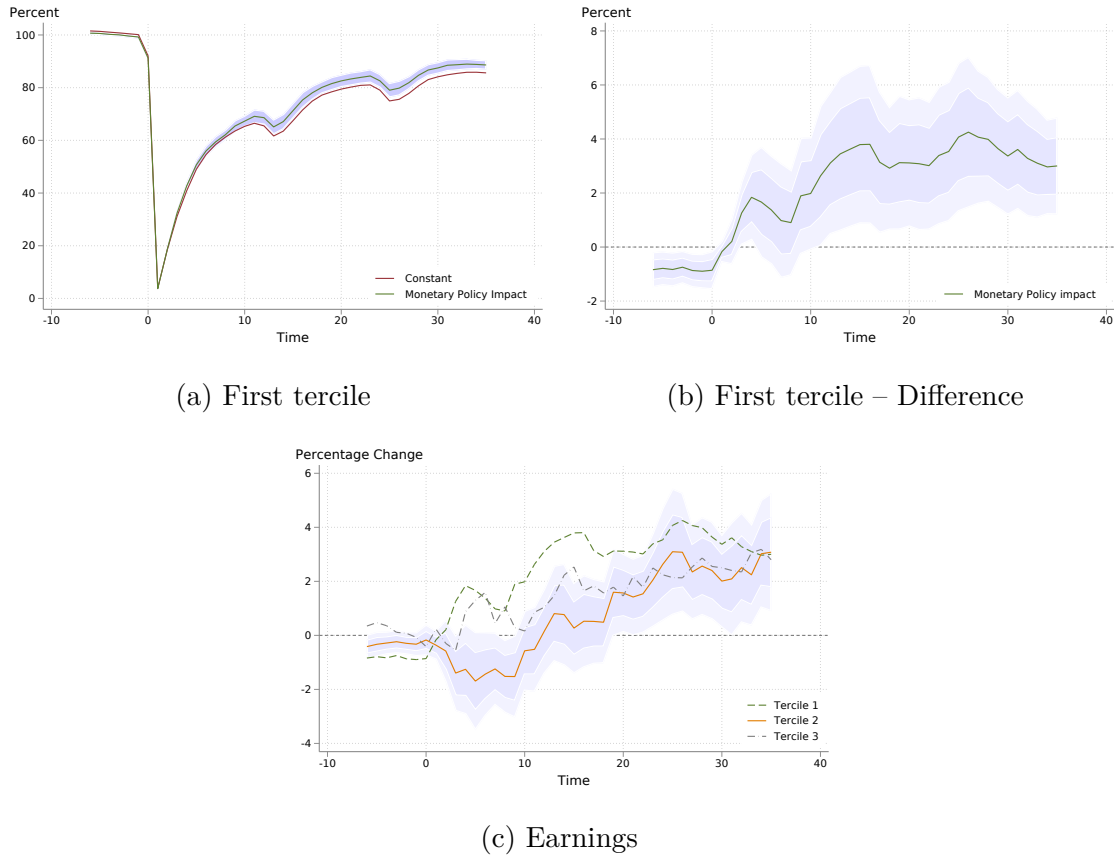 Percent
100
80
60
40
20
0
Constant
Monetary Policy Impact
-10 0 10 20 30 40
Time
(a) First tercile
Percent
8
6
4
2
0
-2
Monetary Policy impact
-10 0 10 20 30 40
Time
(b) First tercile – Difference
Percentage Change
6
4
2
0
-2
-4
Tercile 1
Tercile 2
Tercile 3
-10 0 10 20 30 40
Time
(c) Earnings